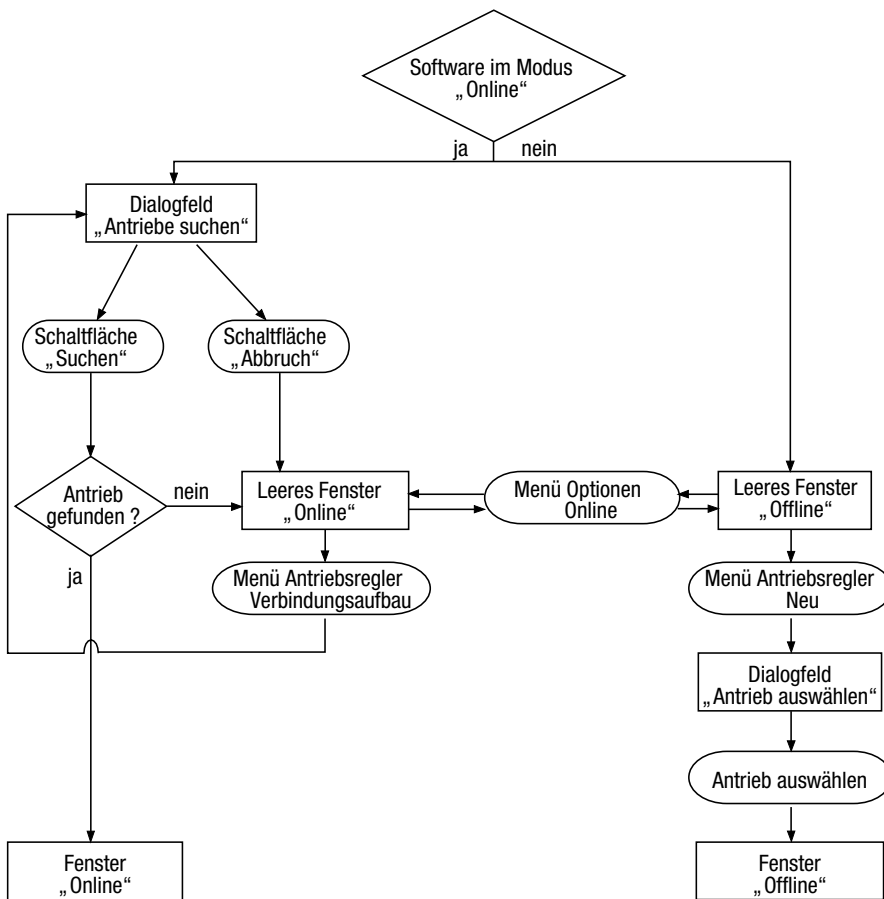 Software im Modus
„Online“
ja
nein
Dialogfeld
„Antriebe suchen“
Schaltfläche
„Suchen“
Schaltfläche
„Abbruch“
Antrieb
gefunden ?
nein
ja
Leeres Fenster
„Online“
Menü Optionen
Online
Leeres Fenster
„Offline“
Menü Antriebsregler
Verbindungsaufbau
Menü Antriebsregler
Neu
Dialogfeld
„Antrieb auswählen“
Antrieb auswählen
Fenster
„Online“
Fenster
„Offline“